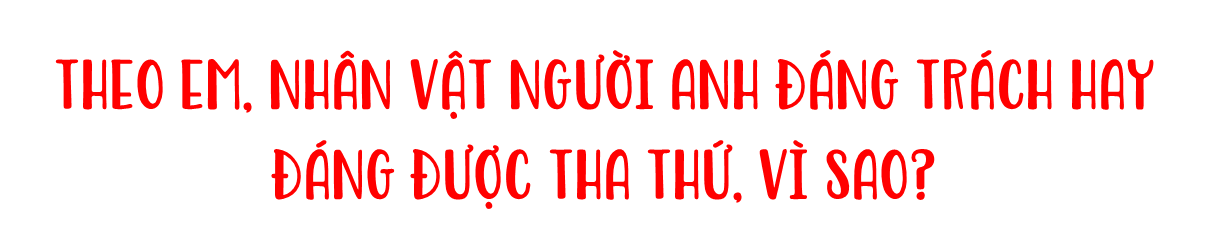 THEO EM, NHÂN VẬT NGƯỜI ANH ĐÁNG TRÁCH HAY
ĐÁNG ĐƯỢC THA THỨ, VÌ SAO?